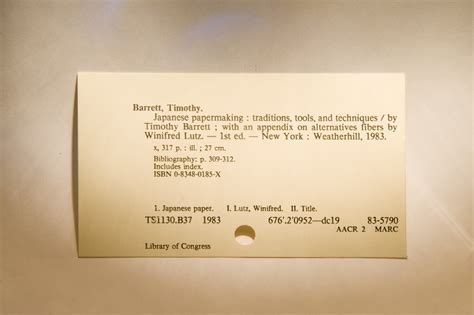 Barrett, Timothy.
Japanese papermaking : traditions, tools, and techniques / by
Timothy Barrett ; with an appendix on alternatives fibers by
Winifred Lutz. — 1st ed. — New York : Weatherhill, 1983.
x, 317 p. : ill. ; 27 cm.
Bibliography: p. 309-312.
Includes index.
ISBN 0-8348-0185-X
1. Japanese paper. I. Lutz, Winifred. II. Title.
TS1130.B37 1983 676'.2'0952—dc19 83-5790
AACR 2 MARC
Library of Congress